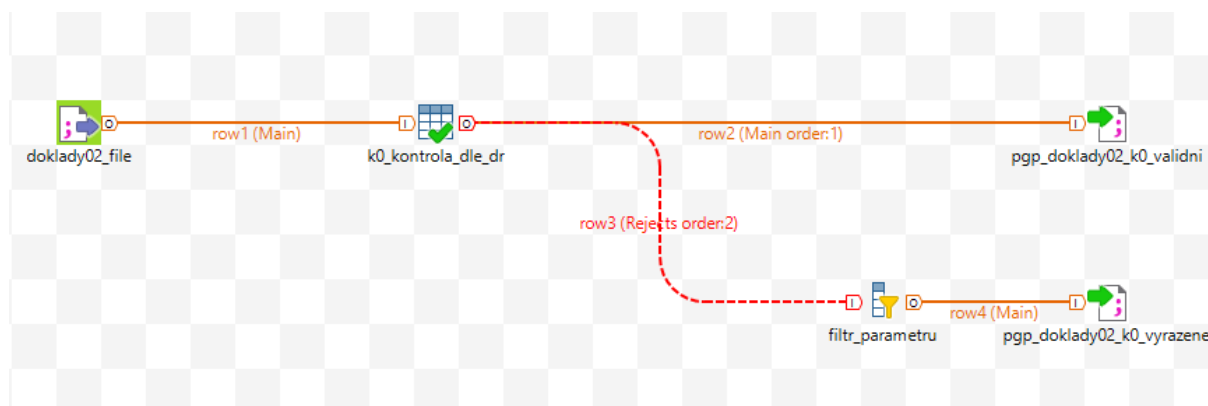 row1 (Main)
row2 (Main order:1)
doklady02_file
k0_kontrola_dle_dr
pgp_doklady02_k0_validni
row3 (Rejects order:2)
row4 (Main)
filtr_parametru
pgp_doklady02_k0_vyrazene